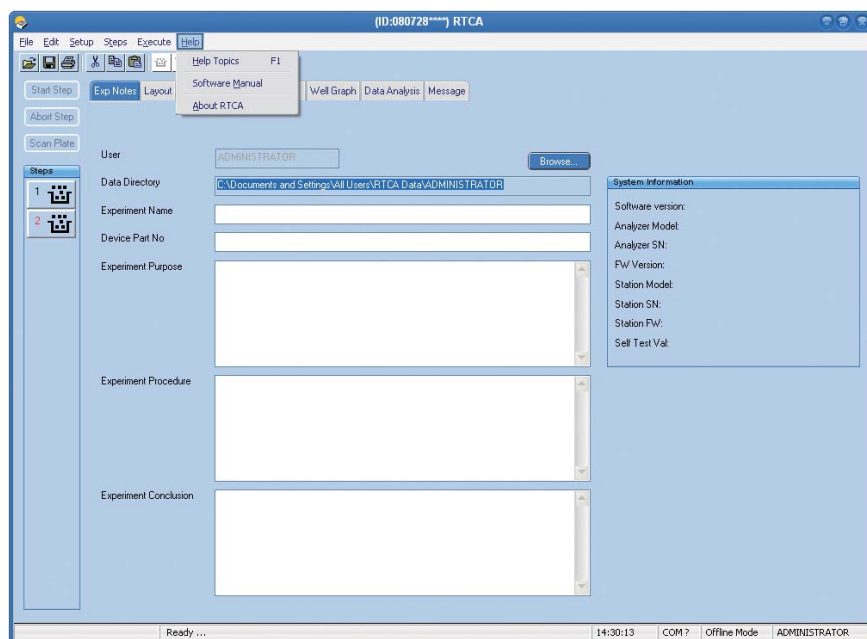 (ID:080728****) RTCA
File Edit Setup Steps Execute Help
Help Topics F1
Software Manual
About RTCA
Start Step
Abort Step
Scan Plate
Exp Notes Layout Well Graph Data Analysis Message
Steps
1
2
User ADMINISTRATOR Browse...
Data Directory C:\Documents and Settings\All Users\RTCA Data\ADMINISTRATOR
Experiment Name
Device Part No
Experiment Purpose
Experiment Procedure
Experiment Conclusion
System Information
Software version:
Analyzer Model:
Analyzer SN:
FW Version:
Station Model:
Station SN:
Station FW:
Self Test Val:
Ready ... 14:30:13 COM ? Offline Mode ADMINISTRATOR